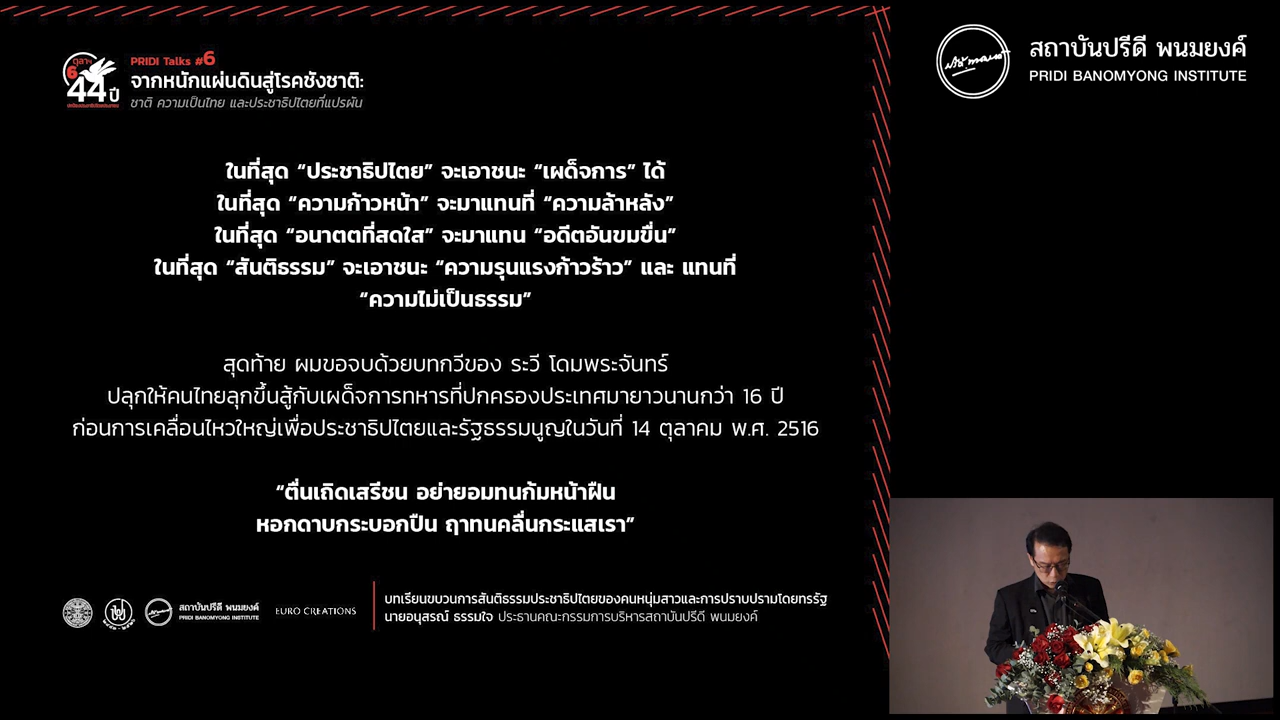 ตุลาฯ
6
44 ปี
PRIDI Talks #6
จากหนักแผ่นดินสู่โรคชังชาติ:
ชาติ ความเป็นไทย และประชาธิปไตยที่แปรผัน
สถาบันปรีดี พนมยงค์
PRIDI BANOMYONG INSTITUTE
ในที่สุด “ประชาธิปไตย” จะเอาชนะ “เผด็จการ” ได้
ในที่สุด “ความก้าวหน้า” จะมาแทนที่ “ความล้าหลัง”
ในที่สุด “อนาตตที่สดใส” จะมาแทน “อดีตอันขมขื่น”
ในที่สุด “สันติธรรม” จะเอาชนะ “ความรุนแรงก้าวร้าว” และ แทนที่
“ความไม่เป็นธรรม”
สุดท้าย ผมขอจบด้วยบทกวีของ ระวี โดมพระจันทร์
ปลุกให้คนไทยลุกขึ้นสู้กับเผด็จการทหารที่ปกครองประเทศมายาวนานกว่า 16 ปี
ก่อนการเคลื่อนไหวใหญ่เพื่อประชาธิปไตยและรัฐธรรมนูญในวันที่ 14 ตุลาคม พ.ศ. 2516
“ตื่นเถิดเสรีชน อย่ายอมทนก้มหน้าฝืน
หอกดาบกระบอกปืน ฤาทนคลื่นกระแสเรา”
สถาบันปรีดี พนมยงค์
PRIDI BANOMYONG INSTITUTE
EURO CREATIONS
บทเรียนขบวนการสันติธรรมประชาธิปไตยของคนหนุ่มสาวและการปราบปรามโดยทรรัฐ
นายอนุสรณ์ ธรรมใจ ประธานคณะกรรมการบริหารสถาบันปรีดี พนมยงค์